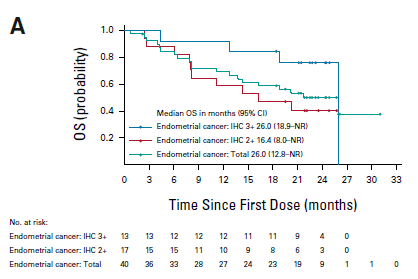 A
OS (probability)
1.0
0.8
0.6
0.4
0.2
Median OS in months (95% CI)
Endometrial cancer: IHC 3+ 26.0 (18.9–NR)
Endometrial cancer: IHC 2+ 16.4 (8.0–NR)
Endometrial cancer: Total 26.0 (12.8–NR)
0 3 6 9 12 15 18 21 24 27 30 33
Time Since First Dose (months)
No. at risk:
Endometrial cancer: IHC 3+ 13 13 12 12 12 11 11 9 4 0
Endometrial cancer: IHC 2+ 17 15 15 11 10 9 8 6 3 0
Endometrial cancer: Total 40 36 33 28 27 24 23 19 9 1 1 0